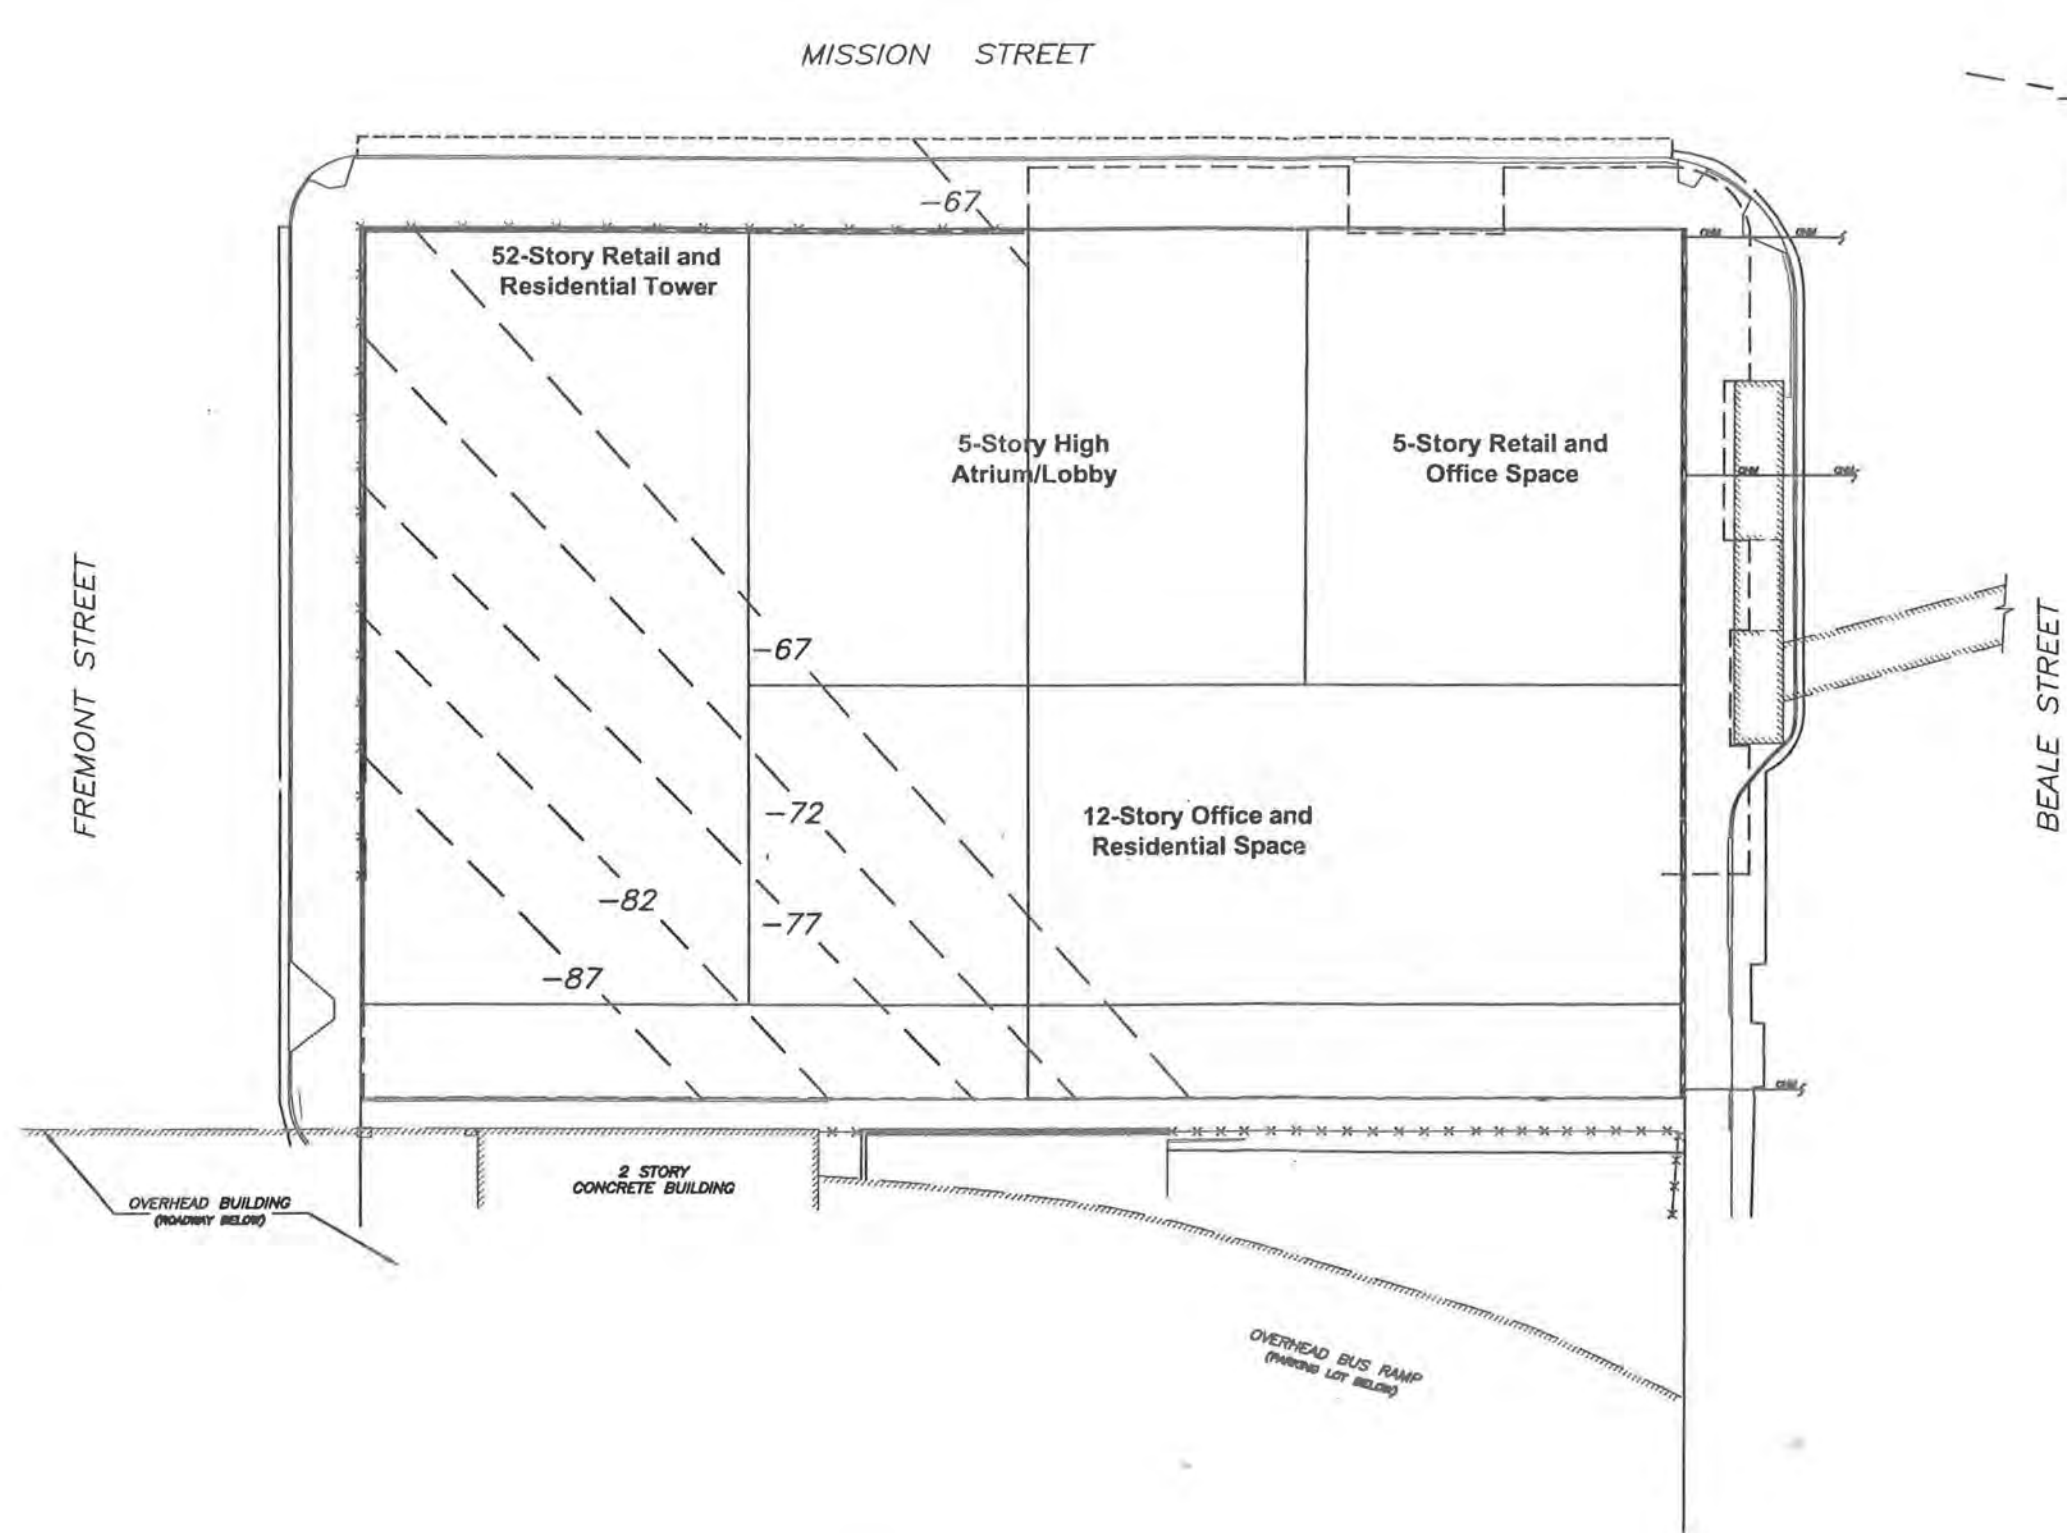 MISSION STREET
-67
52-Story Retail and
Residential Tower
5-Story High
Atrium/Lobby
5-Story Retail and
Office Space
FREMONT STREET
BEALE STREET
-67
-72
12-Story Office and
Residential Space
-82
-77
-87
2 STORY
CONCRETE BUILDING
OVERHEAD BUILDING
(ROADWAY BELOW)
OVERHEAD BUS RAMP
(PARKING LOT BELOW)